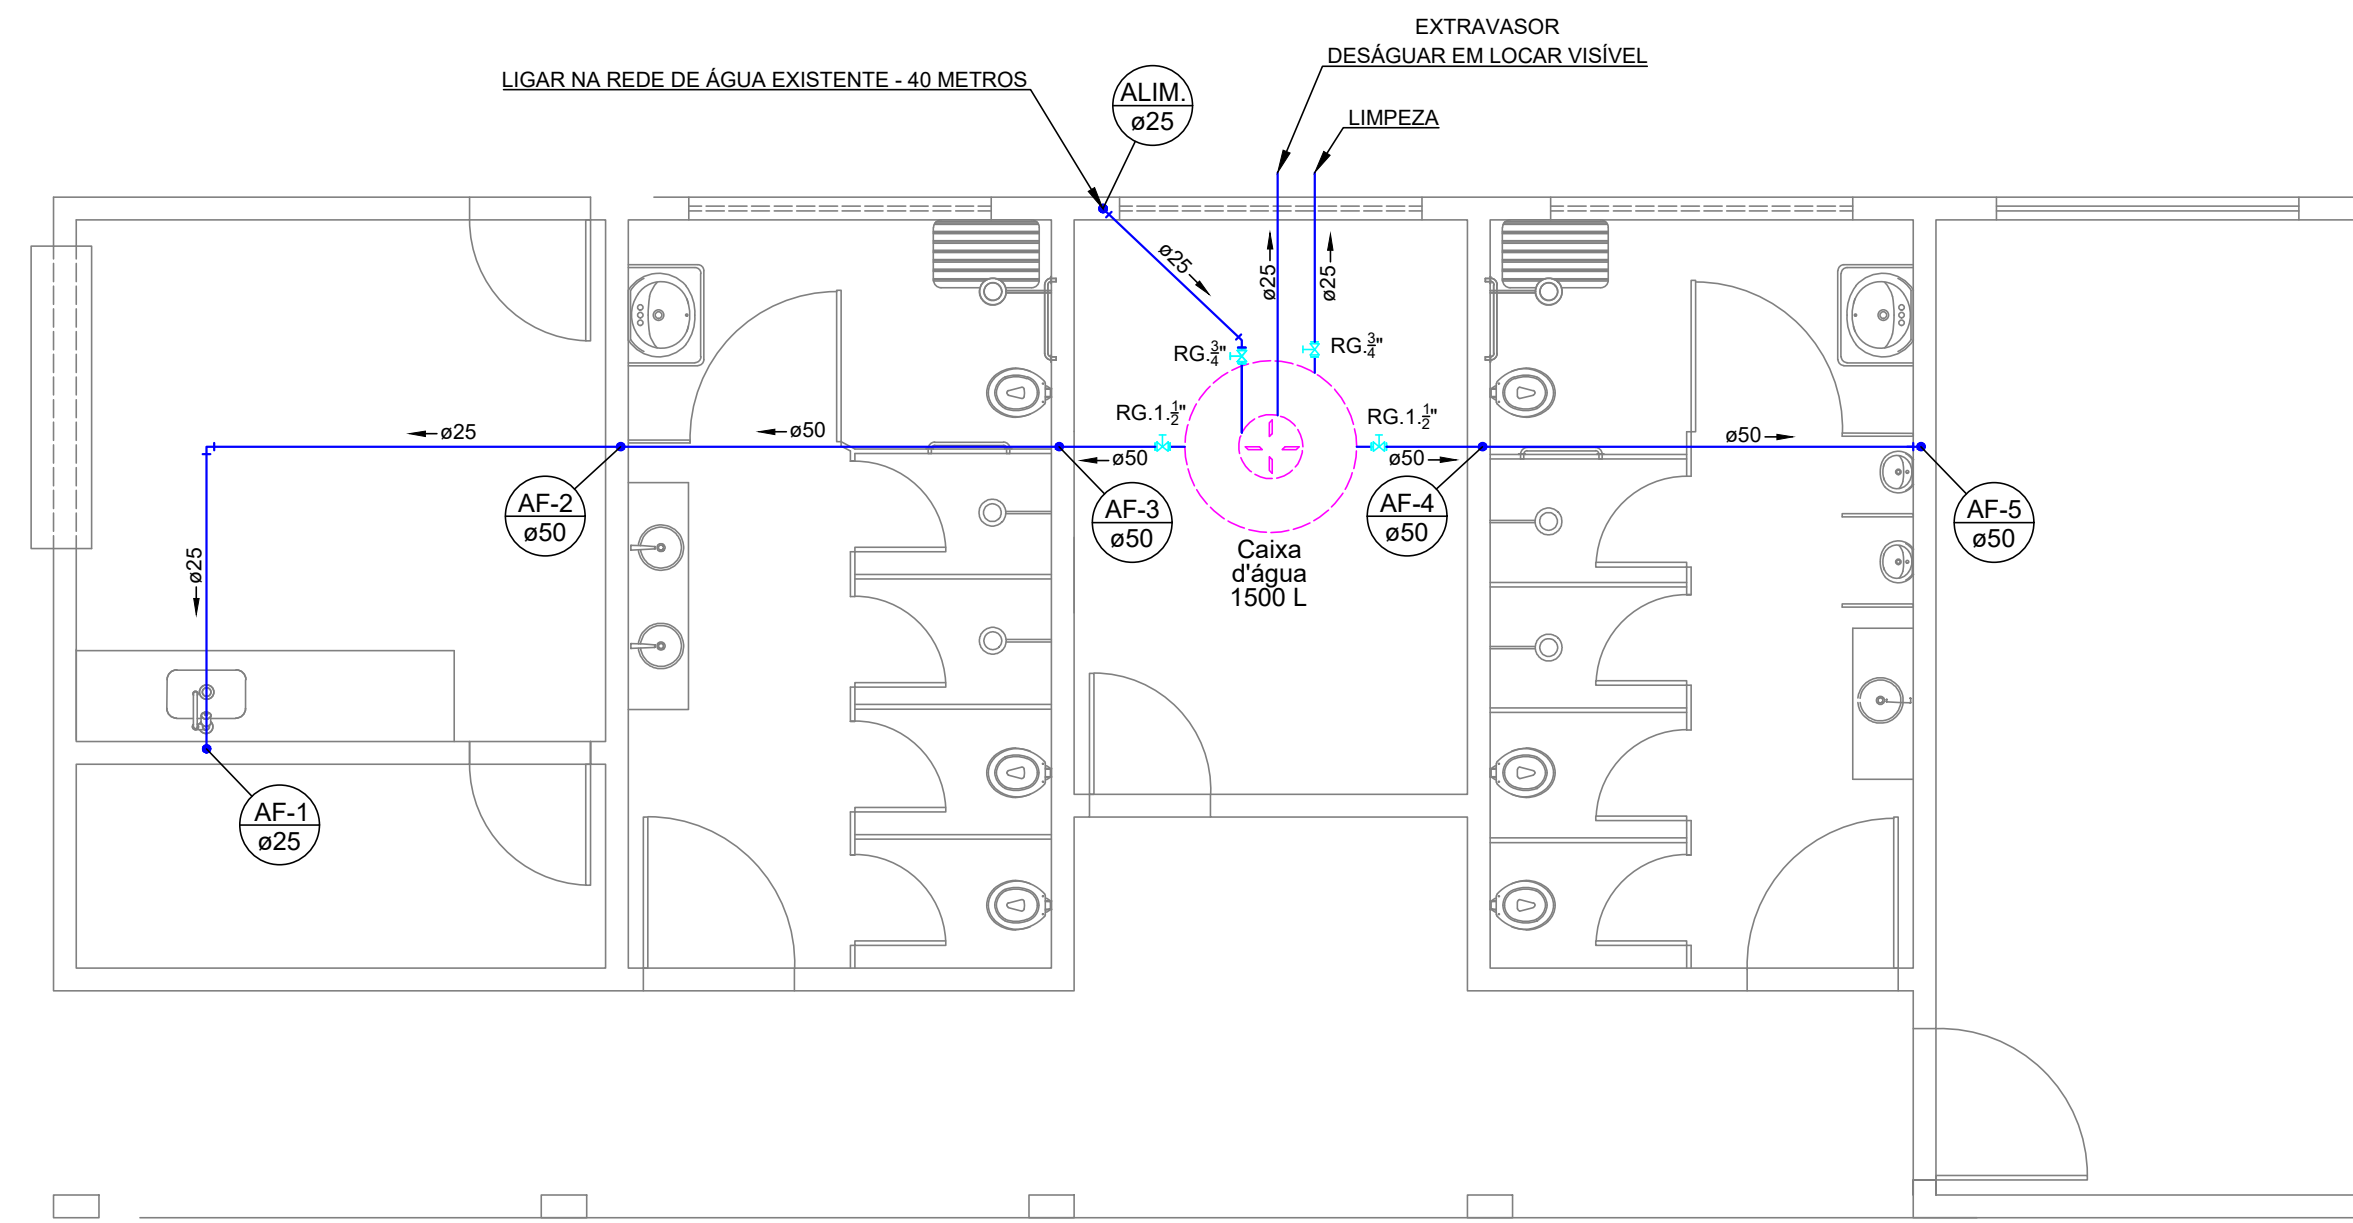 EXTRAVASOR
DESÁGUAR EM LOCAR VISÍVEL
LIGAR NA REDE DE ÁGUA EXISTENTE - 40 METROS
ALIM.
ø25
LIMPEZA
ø25
ø25
ø25
RG.3/4"
RG.3/4"
RG.1.1/2"
RG.1.1/2"
ø25
ø50
ø50
ø50
ø50
AF-2
ø50
AF-3
ø50
AF-4
ø50
AF-5
ø50
Caixa
d'água
1500 L
ø25
AF-1
ø25